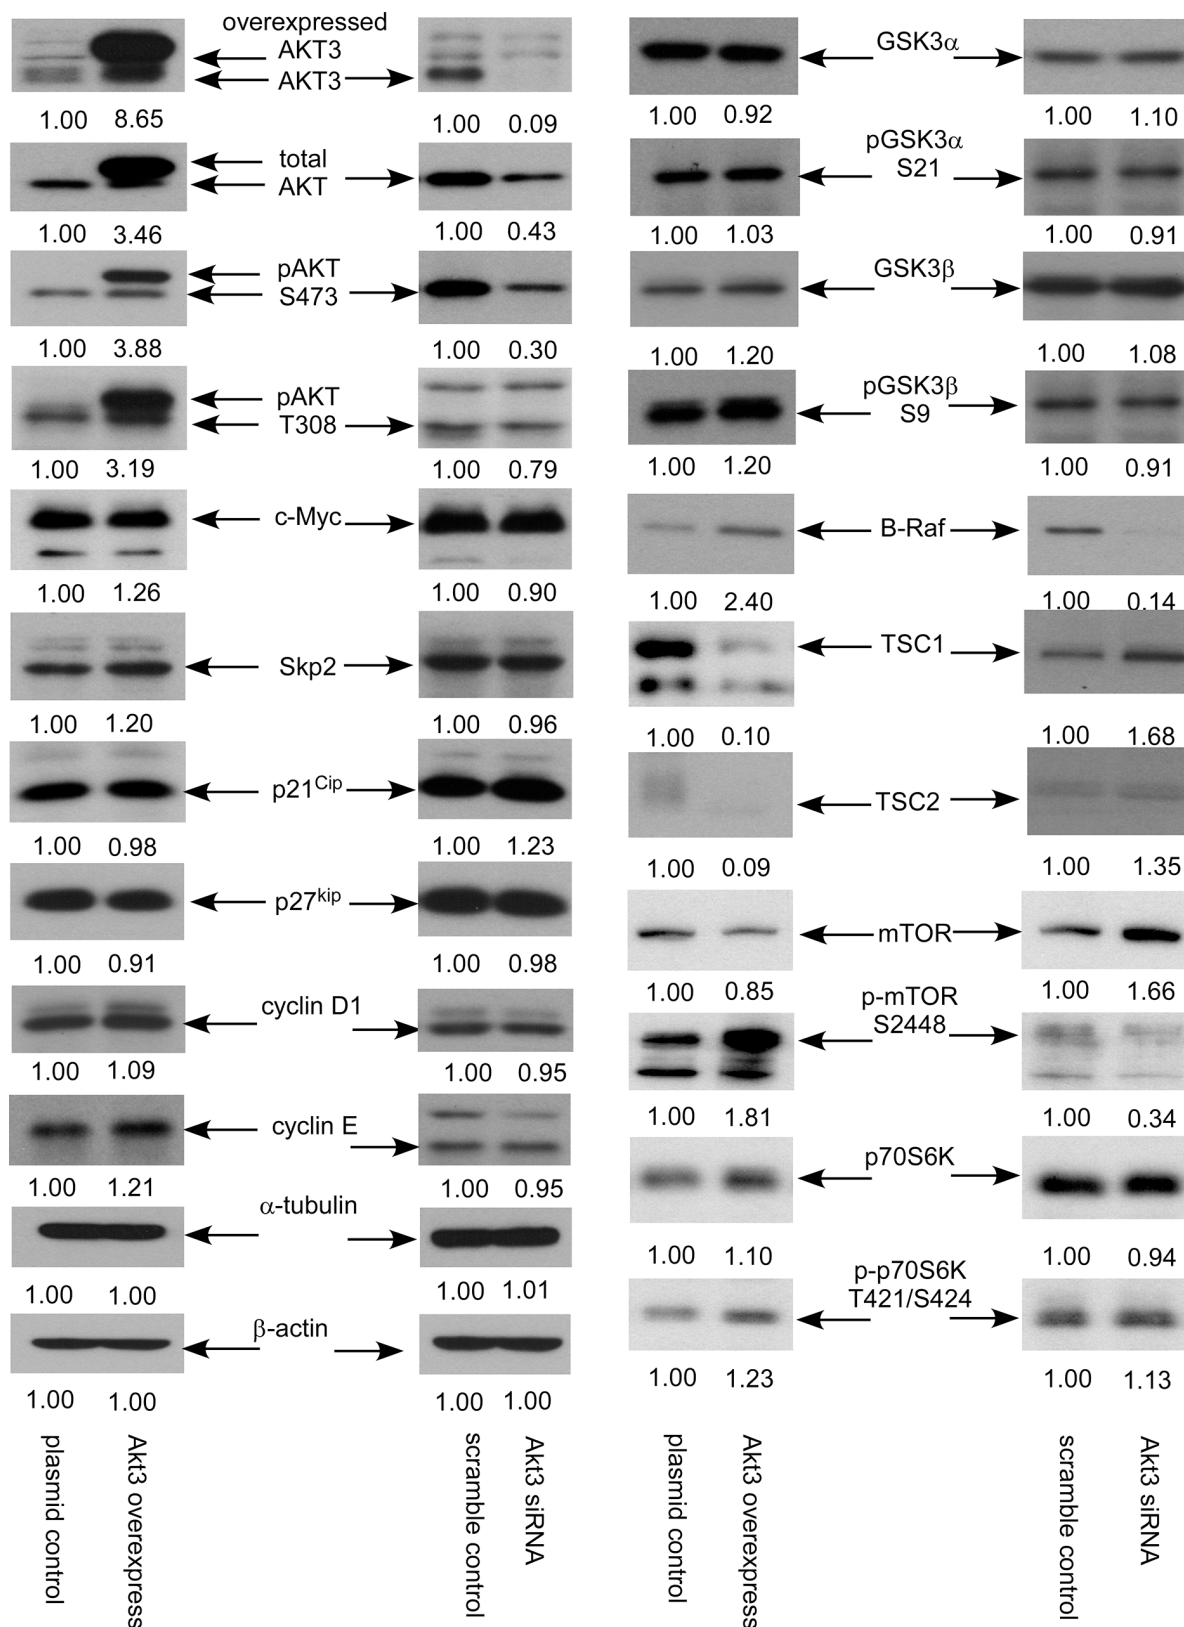 overexpressed
AKT3
AKT3
1.00 8.65 1.00 0.09
total
AKT
1.00 3.46 1.00 0.43
pAKT
S473
1.00 3.88 1.00 0.30
pAKT
T308
1.00 3.19 1.00 0.79
c-Myc
1.00 1.26 1.00 0.90
Skp2
1.00 1.20 1.00 0.96
p21Cip
1.00 0.98 1.00 1.23
p27kip
1.00 0.91 1.00 0.98
cyclin D1
1.00 1.09 1.00 0.95
cyclin E
1.00 1.21 1.00 0.95
α-tubulin
1.00 1.00 1.00 1.01
β-actin
1.00 1.00 1.00 1.00
plasmid control
Akt3 overexpress
scramble control
Akt3 siRNA
GSK3α
1.00 0.92 1.00 1.10
pGSK3α
S21
1.00 1.03 1.00 0.91
GSK3β
1.00 1.20 1.00 1.08
pGSK3β
S9
1.00 1.20 1.00 0.91
B-Raf
1.00 2.40 1.00 0.14
TSC1
1.00 0.10 1.00 1.68
TSC2
1.00 0.09 1.00 1.35
mTOR
1.00 0.85 1.00 1.66
p-mTOR
S2448
1.00 1.81 1.00 0.34
p70S6K
1.00 1.10 1.00 0.94
p-p70S6K
T421/S424
1.00 1.23 1.00 1.13
plasmid control
Akt3 overexpress
scramble control
Akt3 siRNA